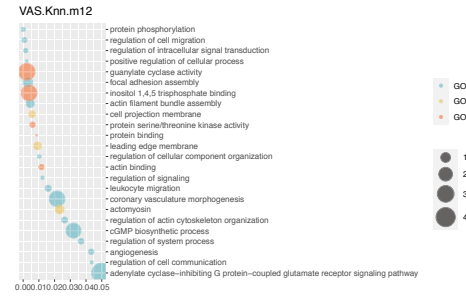 VAS.Knn.m12
protein phosphorylation
regulation of cell migration
regulation of intracellular signal transduction
positive regulation of cellular process
guanylate cyclase activity
focal adhesion assembly
inositol 1,4,5 trisphosphate binding
actin filament bundle assembly
cell projection membrane
protein serine/threonine kinase activity
protein binding
leading edge membrane
regulation of cellular component organization
actin binding
regulation of signaling
leukocyte migration
coronary vasculature morphogenesis
actomyosin
regulation of actin cytoskeleton organization
cGMP biosynthetic process
regulation of system process
angiogenesis
regulation of cell communication
adenylate cyclase−inhibiting G protein−coupled glutamate receptor signaling pathway
0.000.010.020.030.040.05
GO
GO
GO
1
2
3
4